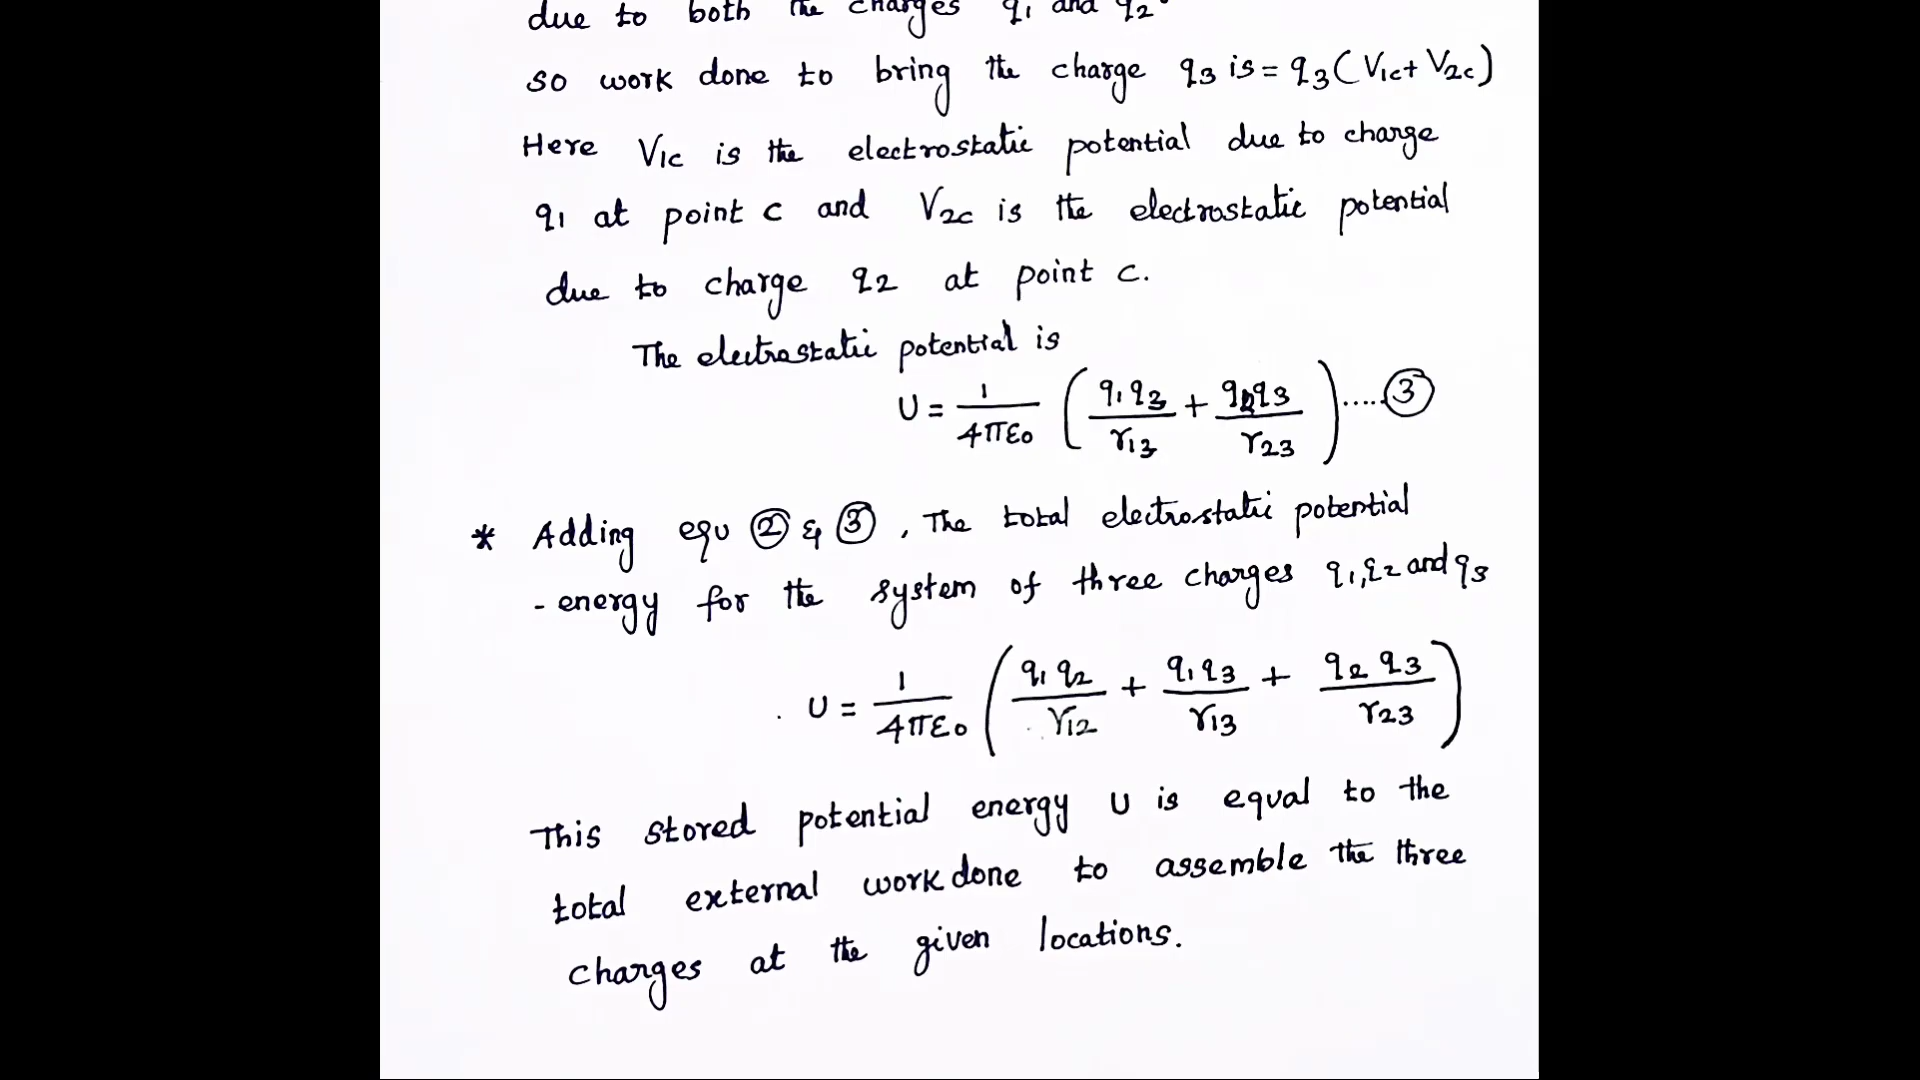 due to both the charges q1 and q2.
so work done to bring the charge q3 is = q3 (V1c + V2c)
Here V1c is the electrostatic potential due to charge
q1 at point c and V2c is the electrostatic potential
due to charge q2 at point c.
The electrostatic potential is
U = 1/4πε0 (q1q3/r13 + q2q3/r23) ..... ③
* Adding equ ② & ③, The total electrostatic potential
- energy for the system of three charges q1, q2 and q3
U = 1/4πε0 (q1q2/r12 + q1q3/r13 + q2q3/r23)
This stored potential energy U is equal to the
total external workdone to assemble the three
charges at the given locations.